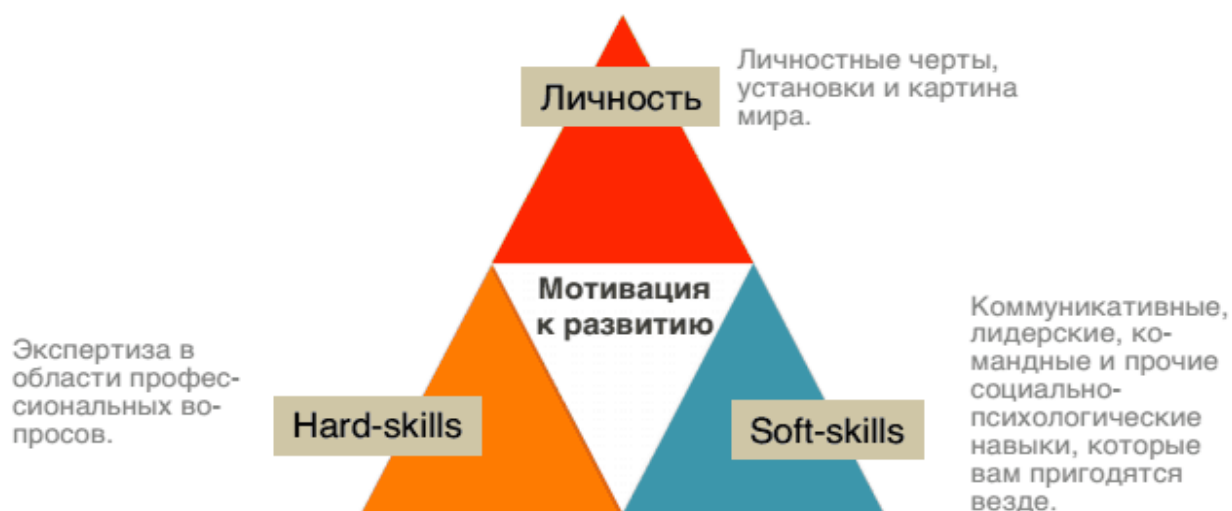 Личность
Личностные черты,
установки и картина
мира.
Мотивация
к развитию
Экспертиза в
области профес-
сиональных во-
просов.
Hard-skills
Soft-skills
Коммуникативные,
лидерские, ко-
мандные и прочие
социально-
психологические
навыки, которые
вам пригодятся
везде.